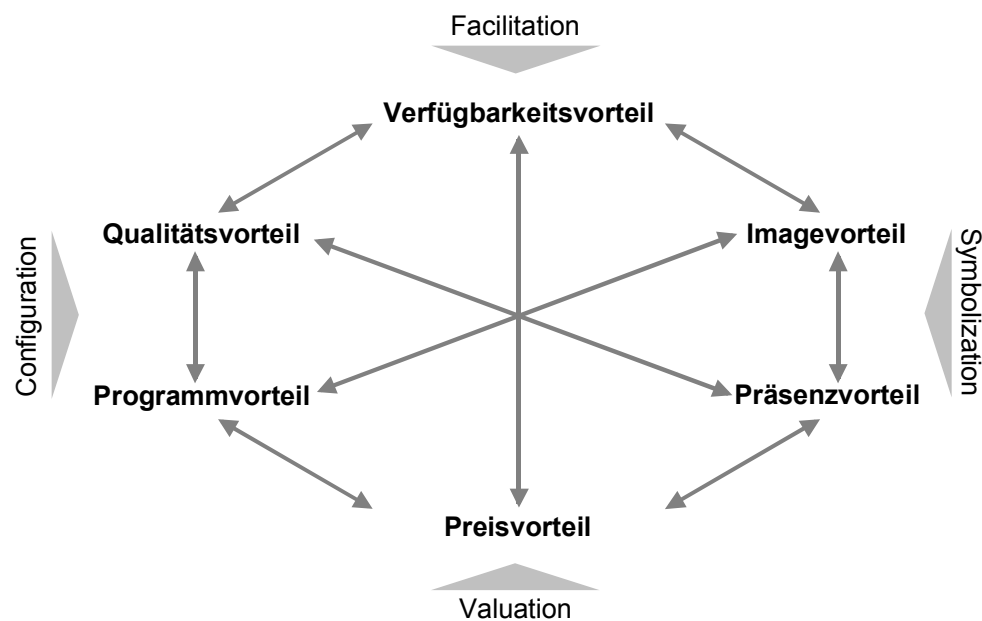 Facilitation
Verfügbarkeitsvorteil
Qualitätsvorteil
Imagevorteil
Configuration
Symbolization
Programmvorteil
Präsenzvorteil
Preisvorteil
Valuation